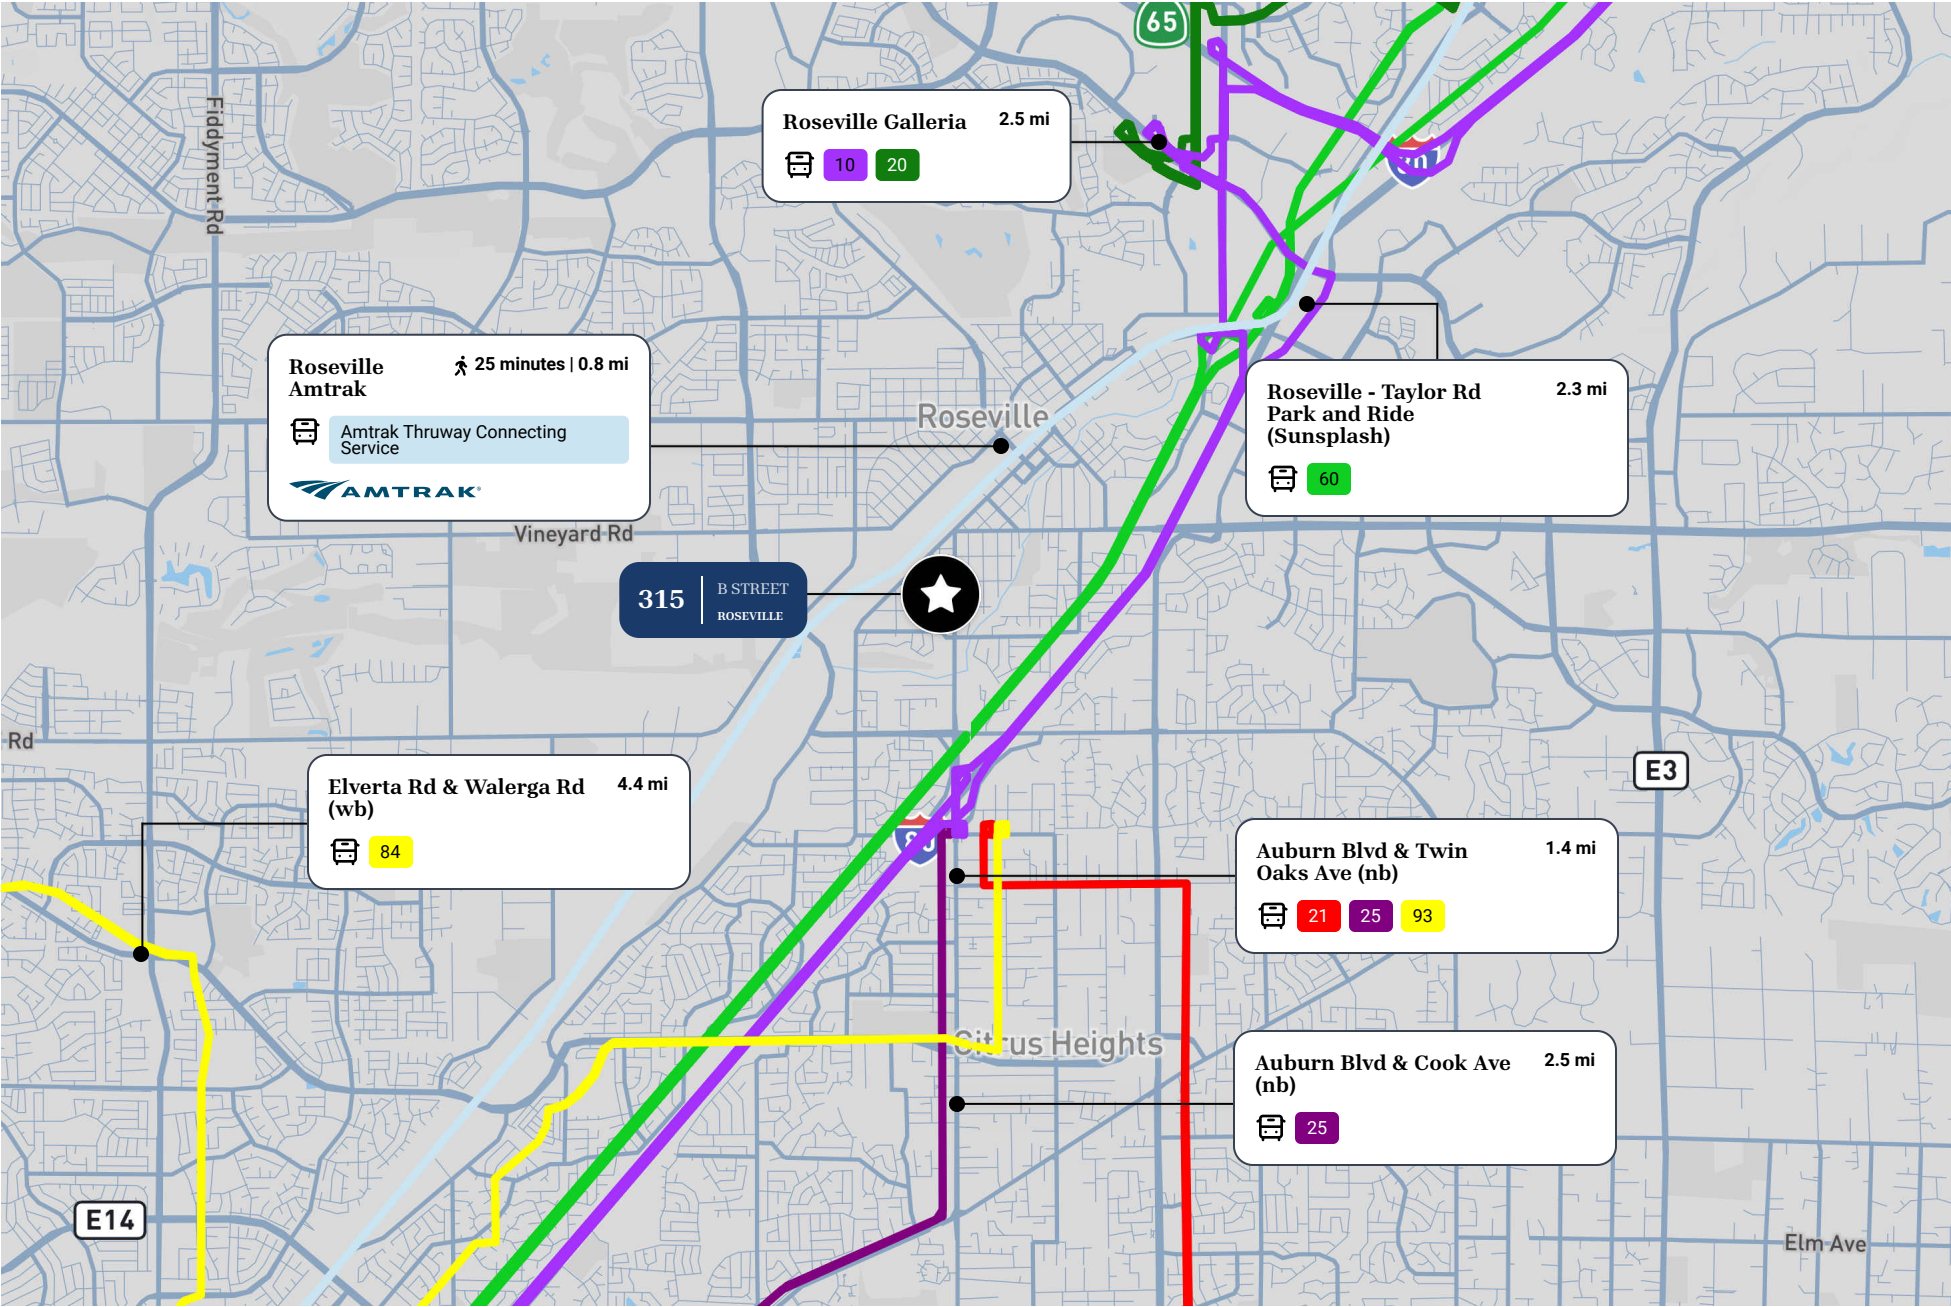 65
Fiddyment Rd
Roseville Galleria 2.5 mi
10 20
80
Roseville
Amtrak
25 minutes | 0.8 mi
Amtrak Thruway Connecting
Service
AMTRAK
Roseville
Roseville - Taylor Rd
Park and Ride
(Sunsplash)
2.3 mi
60
Vineyard Rd
315
B STREET
ROSEVILLE
Rd
E3
Elverta Rd & Walerga Rd
(wb)
4.4 mi
84
80
Auburn Blvd & Twin
Oaks Ave (nb)
1.4 mi
21 25 93
Citrus Heights
Auburn Blvd & Cook Ave
(nb)
2.5 mi
25
E14
Elm Ave